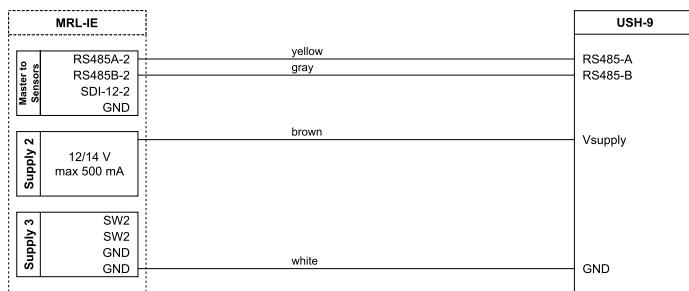 MRL-IE
USH-9
Master to
Sensors
RS485A-2
RS485B-2
SDI-12-2
GND
yellow
gray
RS485-A
RS485-B
Supply 2
12/14 V
max 500 mA
brown
Vsupply
Supply 3
SW2
SW2
GND
GND
white
GND